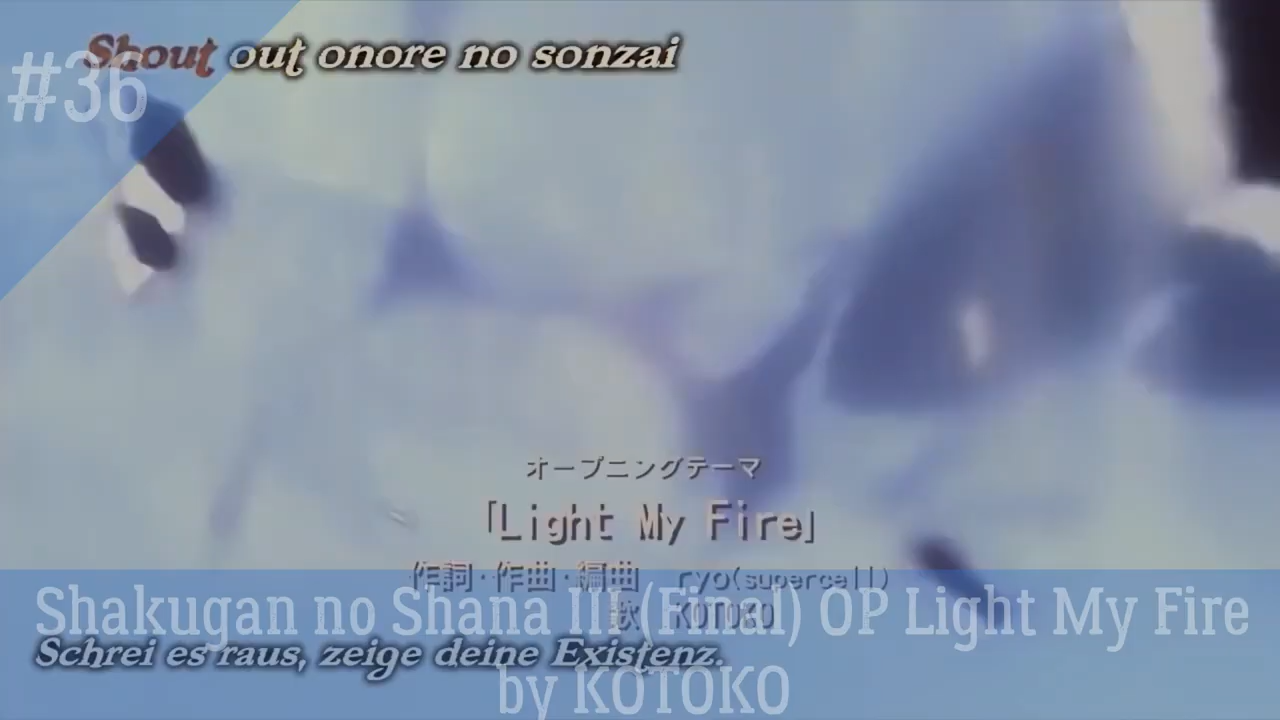 Shout out onore no sonzai
#36
オープニングテーマ
「Light My Fire」
作詞・作曲・編曲 ryo(supercell)
歌 KOTOKO
Shakugan no Shana III (Final) OP Light My Fire
by KOTOKO
Schrei es raus, zeige deine Existenz.